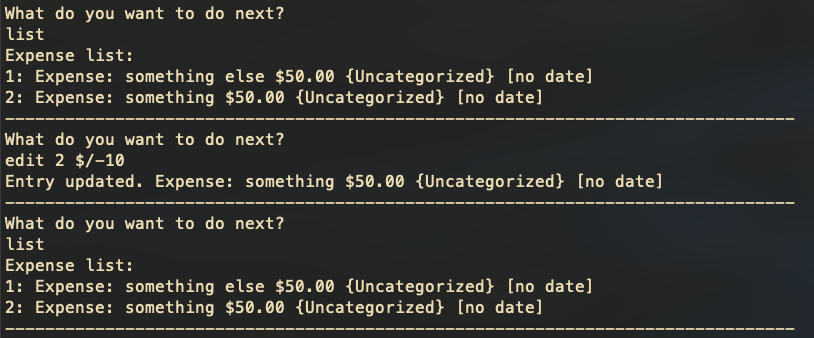 What do you want to do next?
list
Expense list:
1: Expense: something else $50.00 {Uncategorized} [no date]
2: Expense: something $50.00 {Uncategorized} [no date]
-------------------------------------------------------------------------------
What do you want to do next?
edit 2 $/-10
Entry updated. Expense: something $50.00 {Uncategorized} [no date]
-------------------------------------------------------------------------------
What do you want to do next?
list
Expense list:
1: Expense: something else $50.00 {Uncategorized} [no date]
2: Expense: something $50.00 {Uncategorized} [no date]
-------------------------------------------------------------------------------